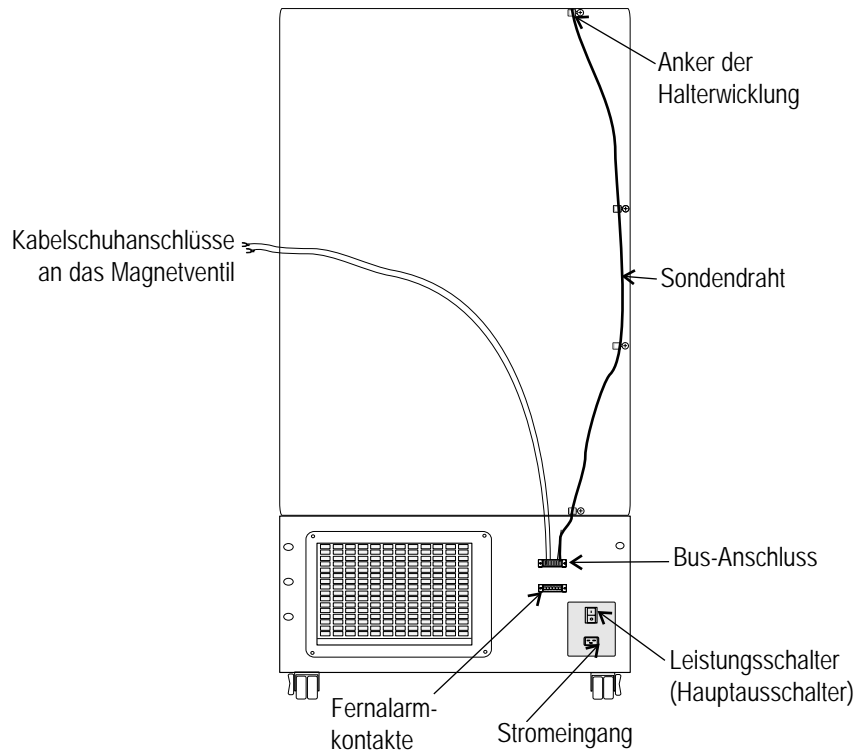 Anker der
Halterwicklung
Kabelschuhanschlüsse
an das Magnetventil
Sondendraht
Bus-Anschluss
Leistungsschalter
(Hauptausschalter)
Fernalarm-
kontakte
Stromeingang